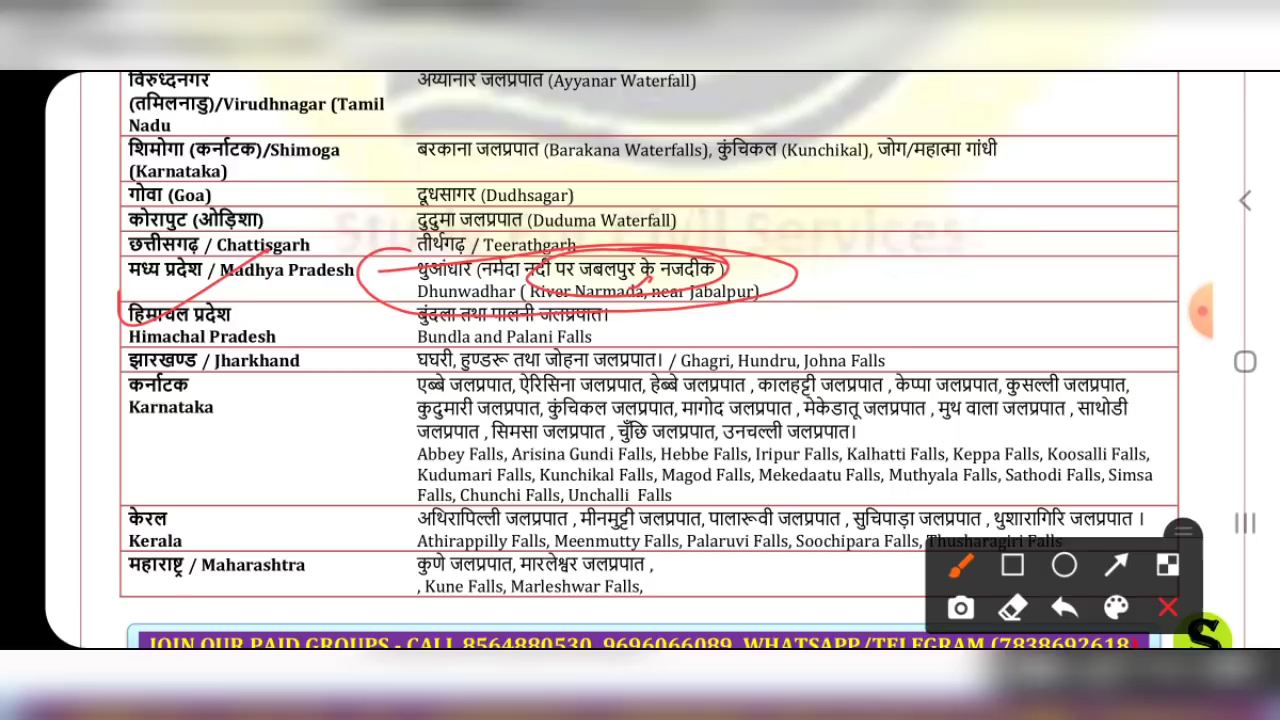 विरुध्दनगर अय्यानार जलप्रपात (Ayyanar Waterfall)
(तमिलनाडु)/Virudhnagar (Tamil
Nadu
शिमोगा (कर्नाटक)/Shimoga बरकाना जलप्रपात (Barakana Waterfalls), कुंचिकल (Kunchikal), जोग/महात्मा गांधी
(Karnataka)
गोवा (Goa) दूधसागर (Dudhsagar)
कोरापुट (ओड़िशा) दुदुमा जलप्रपात (Duduma Waterfall)
छत्तीसगढ़ / Chattisgarh तीर्थगढ़ / Teerathgarh
मध्य प्रदेश / Madhya Pradesh धुआंधार (नर्मदा नदी पर जबलपुर के नजदीक )
Dhunwadhar ( River Narmada, near Jabalpur)
हिमाचल प्रदेश बुंदला तथा पालनी जलप्रपात।
Himachal Pradesh Bundla and Palani Falls
झारखण्ड / Jharkhand घघरी, हुण्डरू तथा जोहना जलप्रपात। / Ghagri, Hundru, Johna Falls
कर्नाटक एब्बे जलप्रपात, ऐरिसिना जलप्रपात, हेब्बे जलप्रपात , कालहट्टी जलप्रपात , केप्पा जलप्रपात, कुसल्ली जलप्रपात,
Karnataka कुदुमारी जलप्रपात, कुंचिकल जलप्रपात, मागोद जलप्रपात , मेकेडातू जलप्रपात , मुथ वाला जलप्रपात , साथोडी
जलप्रपात , सिमसा जलप्रपात , चुँछि जलप्रपात, उनचल्ली जलप्रपात।
Abbey Falls, Arisina Gundi Falls, Hebbe Falls, Iripur Falls, Kalhatti Falls, Keppa Falls, Koosalli Falls,
Kudumari Falls, Kunchikal Falls, Magod Falls, Mekedaatu Falls, Muthyala Falls, Sathodi Falls, Simsa
Falls, Chunchi Falls, Unchalli Falls
केरल अथिरापिल्ली जलप्रपात , मीनमुट्टी जलप्रपात, पालारूवी जलप्रपात , सुचिपाड़ा जलप्रपात , थुशारागिरि जलप्रपात ।
Kerala Athirappilly Falls, Meenmutty Falls, Palaruvi Falls, Soochipara Falls, Thusharagiri Falls
महाराष्ट्र / Maharashtra कुणे जलप्रपात, मारलेश्वर जलप्रपात ,
, Kune Falls, Marleshwar Falls,
JOIN OUR PAID GROUPS - CALL 8564880530, 9696066089, WHATSAPP/TELEGRAM (7838692618)
S